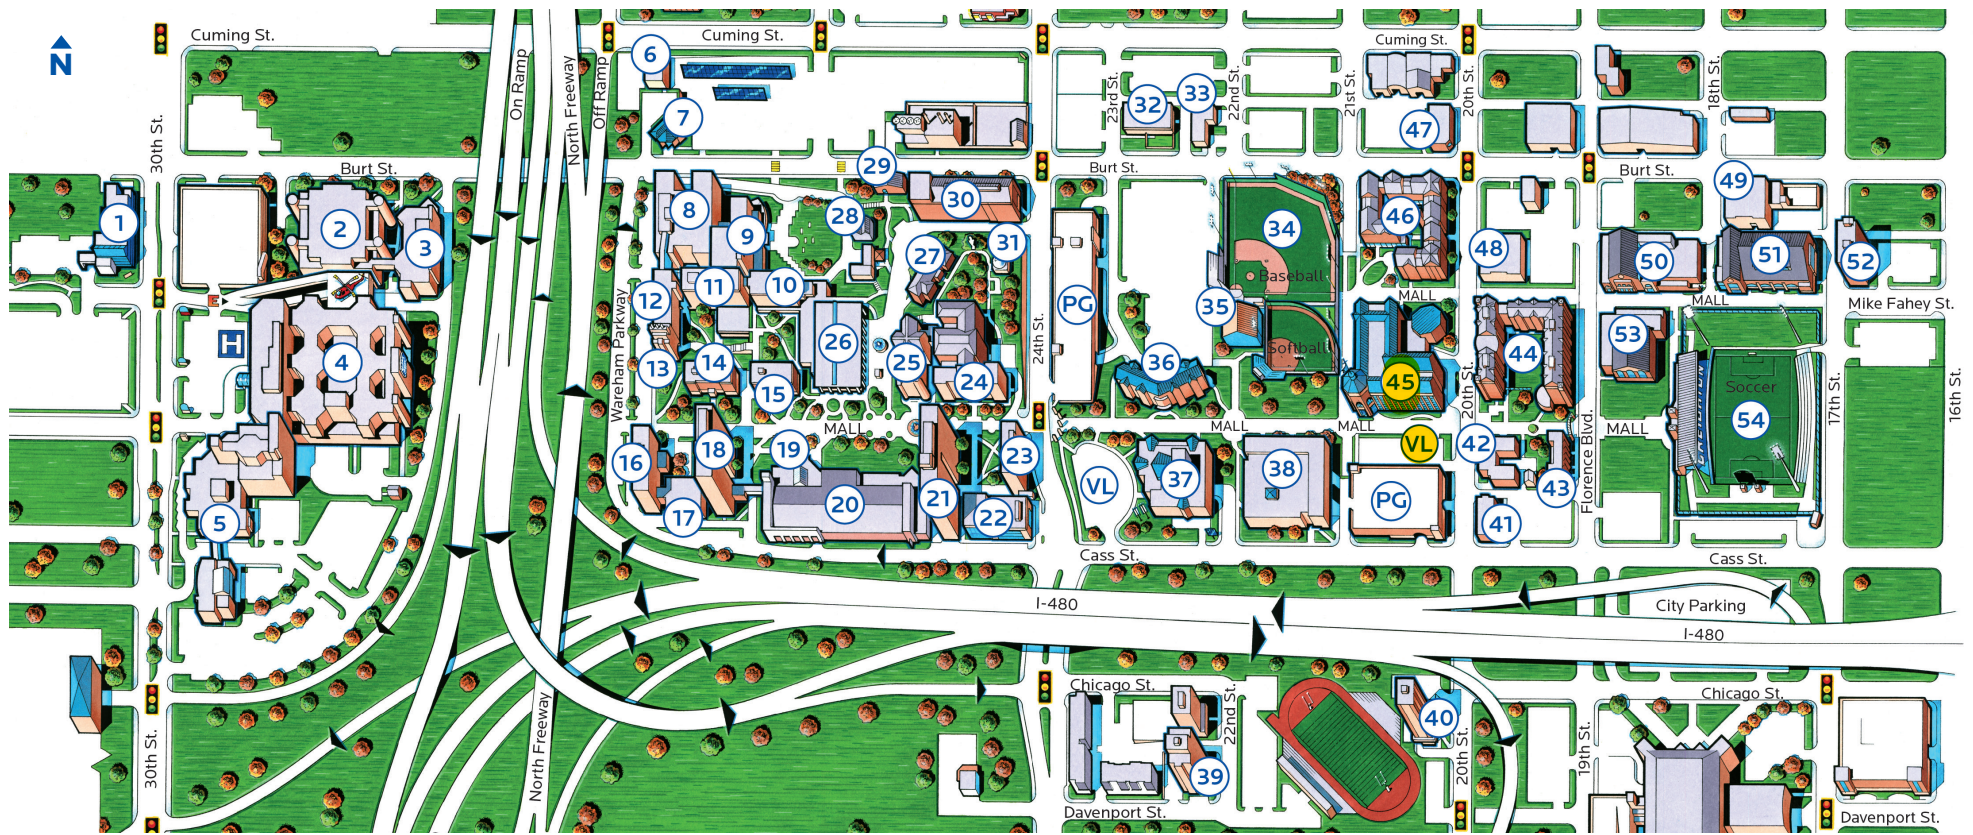 N
Cuming St.
Cuming St.
Cuming St.
On Ramp
North Freeway
Off Ramp
6
7
32
33
47
23rd St.
22nd St.
21st St.
20th St.
18th St.
30th St.
Burt St.
Burt St.
Burt St.
1
2
3
8
9
28
29
30
27
31
34
46
48
49
50
51
52
Baseball
MALL
MALL
Mike Fahey St.
E
H
4
12
11
10
PG
35
Wareham Parkway
13
14
15
26
25
24
24th St.
36
Softball
45
44
53
Soccer
CREIGHTON
54
17th St.
16th St.
20th St.
MALL
MALL
MALL
MALL
Florence Blvd.
VL
16
18
19
20
21
23
VL
37
38
PG
42
43
41
5
17
22
Cass St.
Cass St.
I-480
City Parking
I-480
Chicago St.
Chicago St.
22nd St.
20th St.
19th St.
40
39
30th St.
North Freeway
Davenport St.
Davenport St.